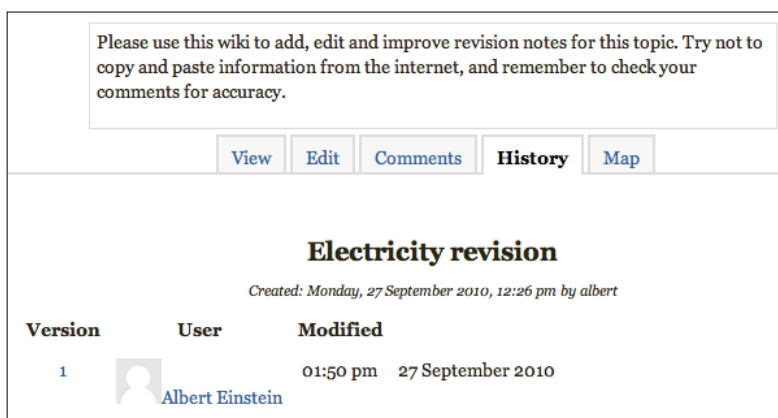 Please use this wiki to add, edit and improve revision notes for this topic. Try not to
copy and paste information from the internet, and remember to check your
comments for accuracy.
View Edit Comments History Map
Electricity revision
Created: Monday, 27 September 2010, 12:26 pm by albert
Version User Modified
1 Albert Einstein 01:50 pm 27 September 2010